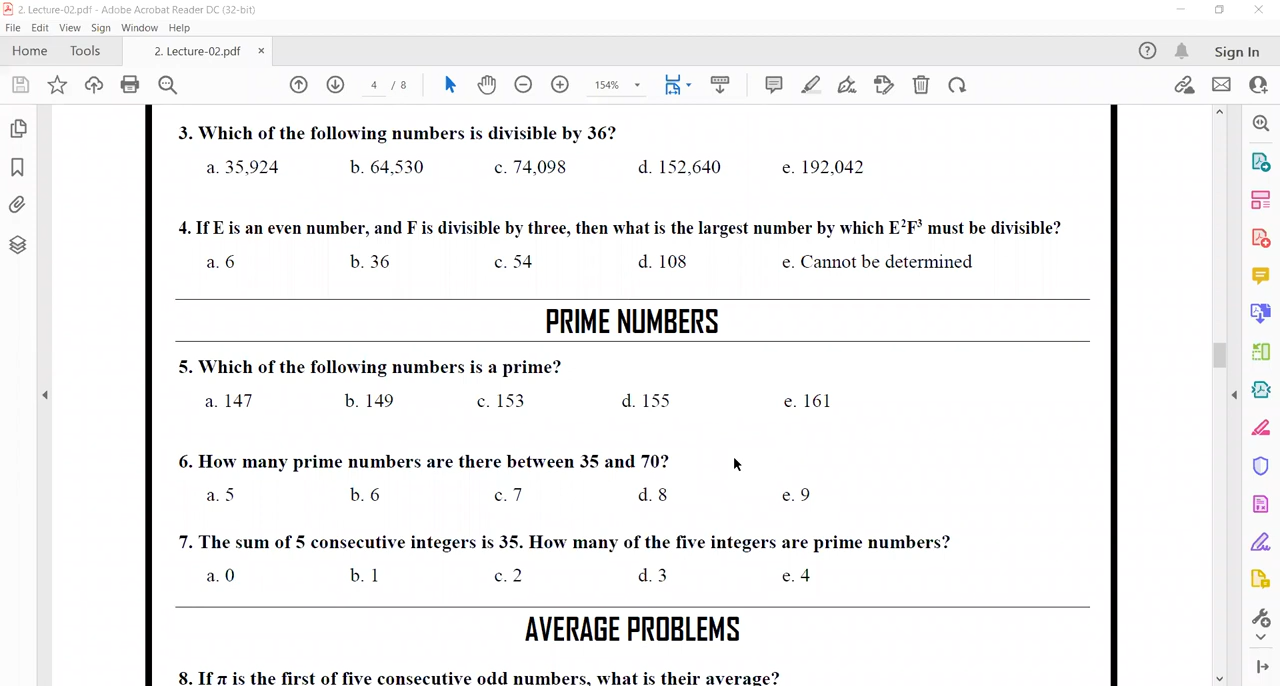 2. Lecture-02.pdf - Adobe Acrobat Reader DC (32-bit)
File Edit View Sign Window Help
Home Tools 2. Lecture-02.pdf × Sign In
4 / 8 154%
3. Which of the following numbers is divisible by 36?
a. 35,924 b. 64,530 c. 74,098 d. 152,640 e. 192,042
4. If E is an even number, and F is divisible by three, then what is the largest number by which E²F³ must be divisible?
a. 6 b. 36 c. 54 d. 108 e. Cannot be determined
PRIME NUMBERS
5. Which of the following numbers is a prime?
a. 147 b. 149 c. 153 d. 155 e. 161
6. How many prime numbers are there between 35 and 70?
a. 5 b. 6 c. 7 d. 8 e. 9
7. The sum of 5 consecutive integers is 35. How many of the five integers are prime numbers?
a. 0 b. 1 c. 2 d. 3 e. 4
AVERAGE PROBLEMS
8. If π is the first of five consecutive odd numbers, what is their average?